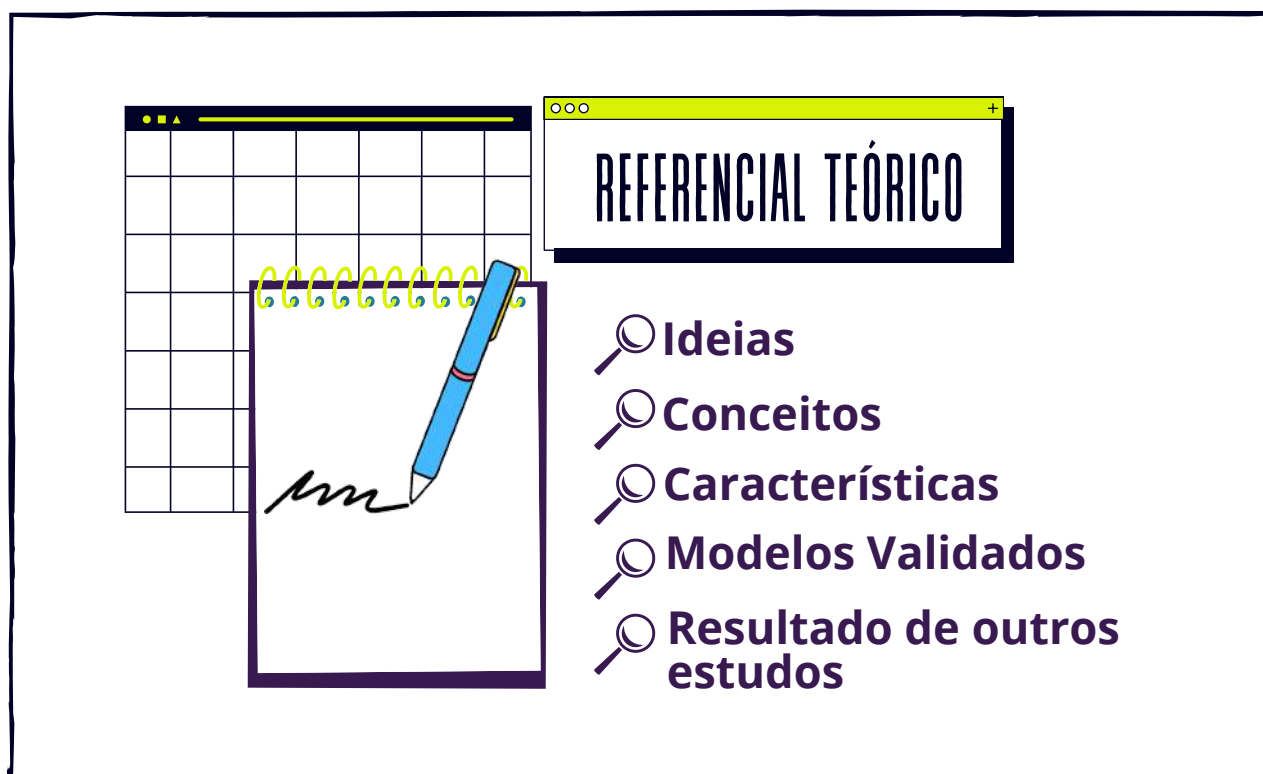 REFERENCIAL TEÓRICO
Ideias
Conceitos
Características
Modelos Validados
Resultado de outros
estudos